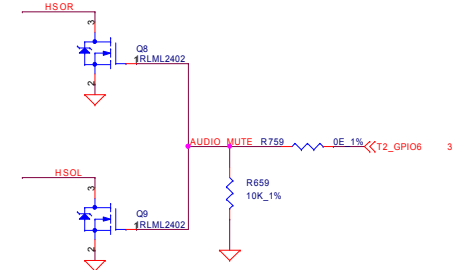 HSOR
3
Q8
1
IRLML2402
2
AUDIO_MUTE R759 0E_1% T2_GPIO6 3
HSOL
R659
10K_1%
3
Q9
1
IRLML2402
2